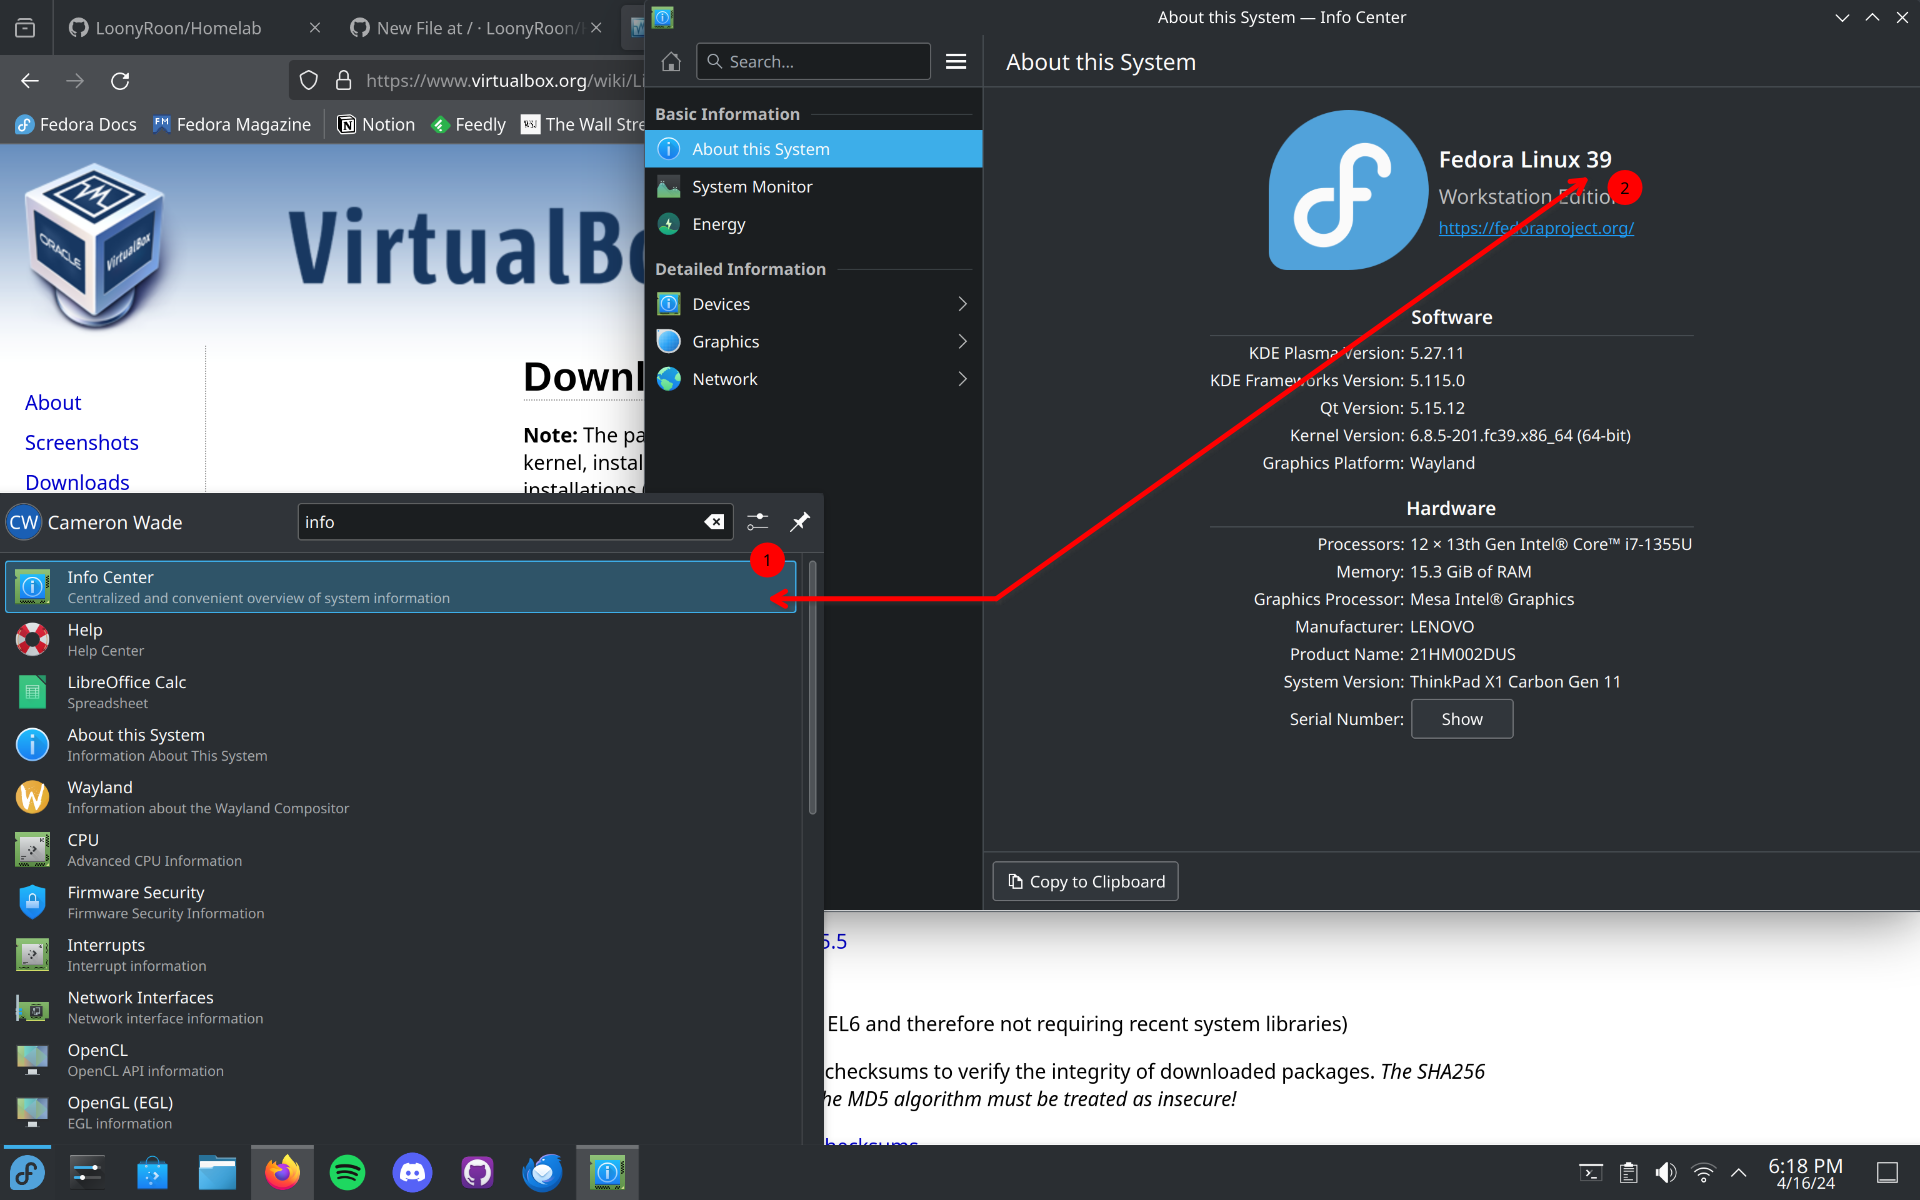 LoonyRoon/Homelab
New File at / · LoonyRoon/
https://www.virtualbox.org/wiki/Li
Fedora Docs
Fedora Magazine
Notion
Feedly
The Wall Stre
ORACLE
VirtualBox
VirtualBo
About
Screenshots
Downloads
Downl
Note: The pa
kernel, instal
installations
About this System — Info Center
Search...
About this System
Basic Information
About this System
System Monitor
Energy
Detailed Information
Devices
Graphics
Network
Fedora Linux 39
2
Workstation Editio
https://fedoraproject.org/
Software
KDE Plasma Version: 5.27.11
KDE Frameworks Version: 5.115.0
Qt Version: 5.15.12
Kernel Version: 6.8.5-201.fc39.x86_64 (64-bit)
Graphics Platform: Wayland
Hardware
Processors: 12 × 13th Gen Intel® Core™ i7-1355U
Memory: 15.3 GiB of RAM
Graphics Processor: Mesa Intel® Graphics
Manufacturer: LENOVO
Product Name: 21HM002DUS
System Version: ThinkPad X1 Carbon Gen 11
Serial Number: Show
Copy to Clipboard
CW Cameron Wade
info
1
Info Center
Centralized and convenient overview of system information
Help
Help Center
LibreOffice Calc
Spreadsheet
About this System
Information About This System
Wayland
Information about the Wayland Compositor
CPU
Advanced CPU Information
Firmware Security
Firmware Security Information
Interrupts
Interrupt information
Network Interfaces
Network interface information
OpenCL
OpenCL API information
OpenGL (EGL)
EGL information
5.5
EL6 and therefore not requiring recent system libraries)
checksums to verify the integrity of downloaded packages. The SHA256
he MD5 algorithm must be treated as insecure!
hecksums
6:18 PM
4/16/24